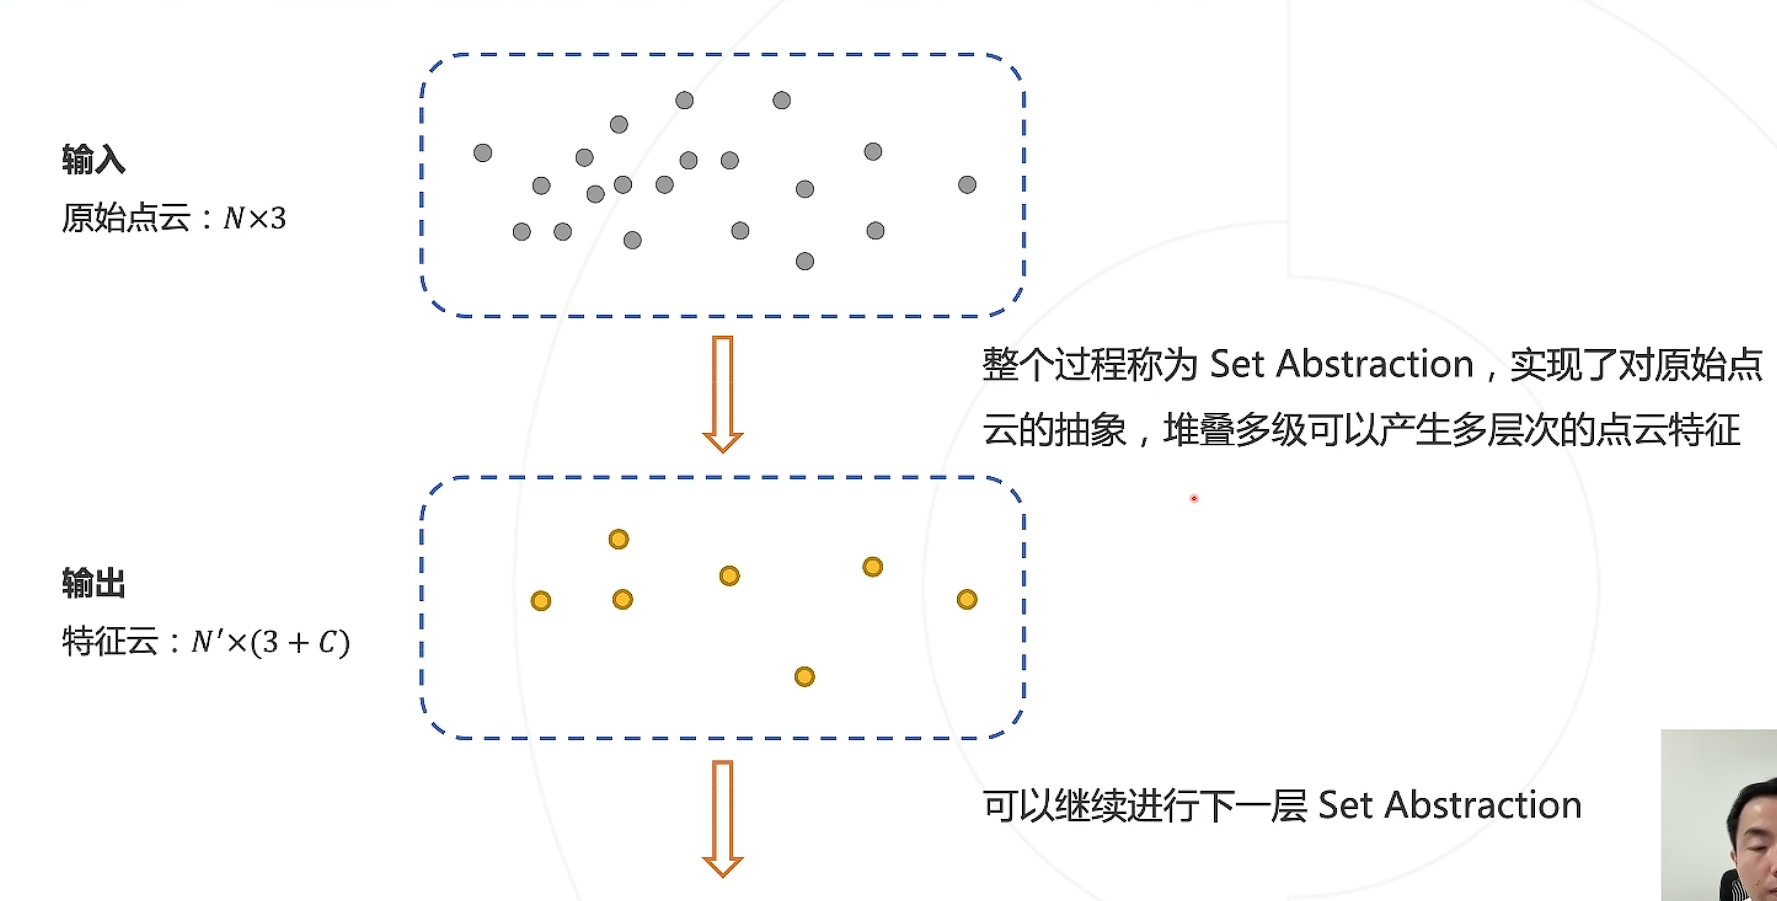 输入
原始点云：N×3
整个过程称为 Set Abstraction，实现了对原始点
云的抽象，堆叠多级可以产生多层次的点云特征
输出
特征云：N′×(3 + C)
可以继续进行下一层 Set Abstraction